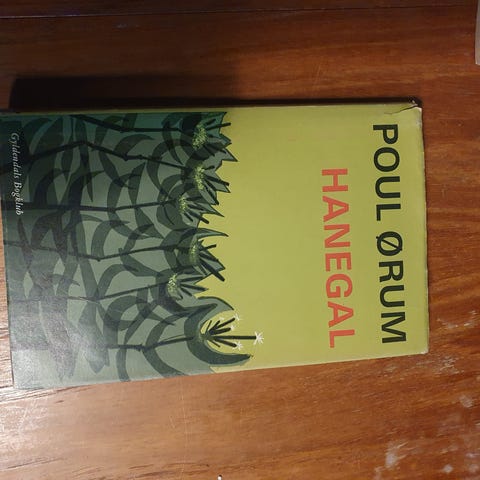 POUL ØRUM
HANEGAL
Gyldendals Bogklub